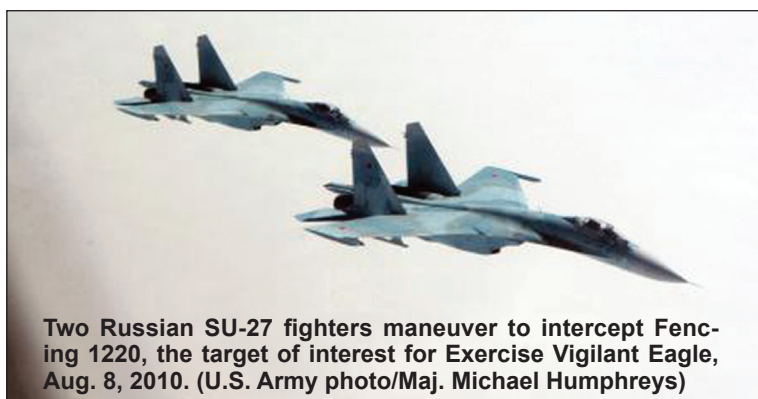 Two Russian SU-27 fighters maneuver to intercept Fenc-
ing 1220, the target of interest for Exercise Vigilant Eagle,
Aug. 8, 2010. (U.S. Army photo/Maj. Michael Humphreys)